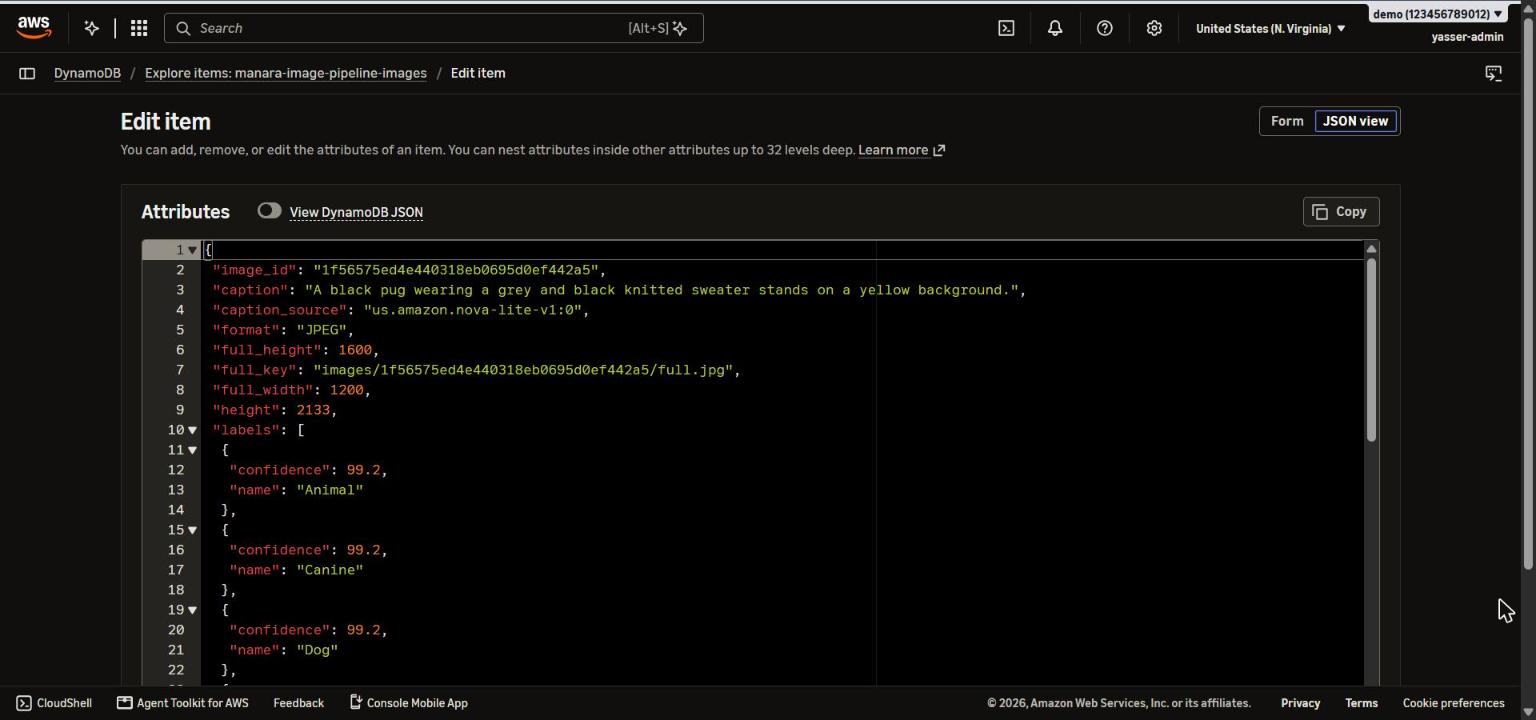 aws
Search [Alt+S]
United States (N. Virginia) ▼
demo (123456789012) ▼
yasser-admin
DynamoDB / Explore items: manara-image-pipeline-images / Edit item
Edit item
Form JSON view
You can add, remove, or edit the attributes of an item. You can nest attributes inside other attributes up to 32 levels deep. Learn more
Attributes View DynamoDB JSON Copy
1 {
2 "image_id": "1f56575ed4e440318eb0695d0ef442a5",
3 "caption": "A black pug wearing a grey and black knitted sweater stands on a yellow background.",
4 "caption_source": "us.amazon.nova-lite-v1:0",
5 "format": "JPEG",
6 "full_height": 1600,
7 "full_key": "images/1f56575ed4e440318eb0695d0ef442a5/full.jpg",
8 "full_width": 1200,
9 "height": 2133,
10 "labels": [
11 {
12 "confidence": 99.2,
13 "name": "Animal"
14 },
15 {
16 "confidence": 99.2,
17 "name": "Canine"
18 },
19 {
20 "confidence": 99.2,
21 "name": "Dog"
22 },
CloudShell Agent Toolkit for AWS Feedback Console Mobile App © 2026, Amazon Web Services, Inc. or its affiliates. Privacy Terms Cookie preferences